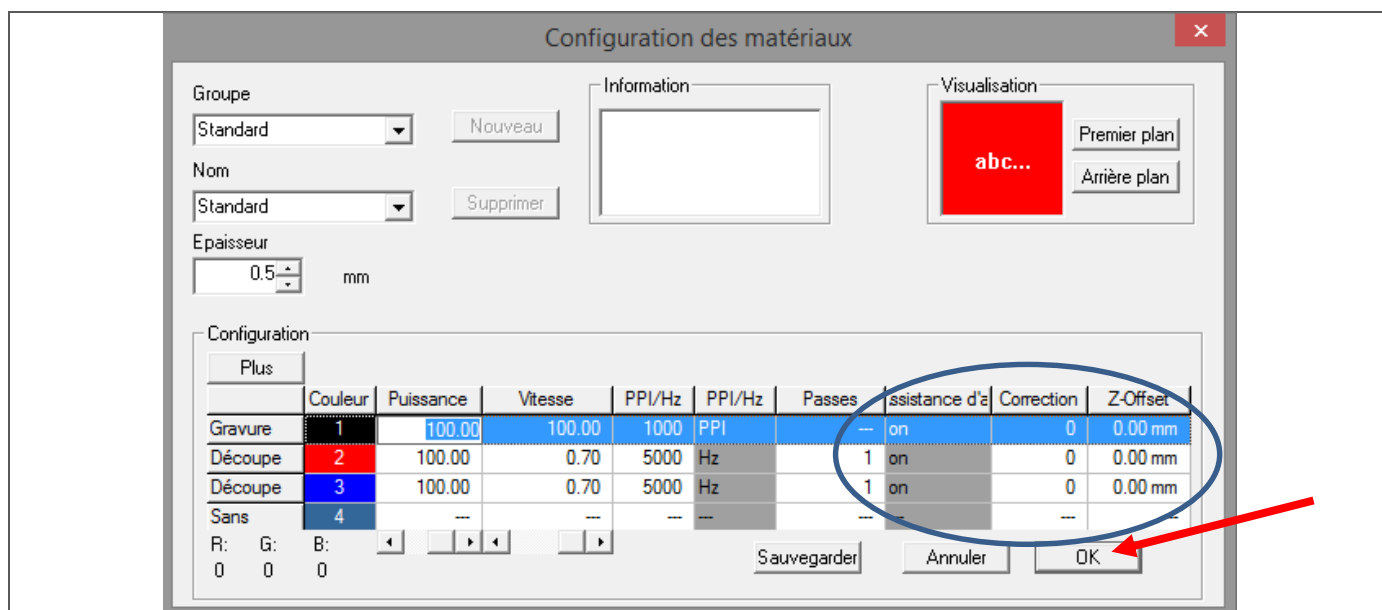 Configuration des matériaux
Groupe
Standard
Nouveau
Nom
Standard
Supprimer
Epaisseur
0.5 mm
Information
Visualisation
abc...
Premier plan
Arrière plan
Configuration
Plus
Couleur Puissance Vitesse PPI/Hz PPI/Hz Passes ssistance d'a Correction Z-Offset
Gravure 1 100.00 100.00 1000 PPI --- on 0 0.00 mm
Découpe 2 100.00 0.70 5000 Hz 1 on 0 0.00 mm
Découpe 3 100.00 0.70 5000 Hz 1 on 0 0.00 mm
Sans 4 --- --- --- --- --- --- --- ---
R: G: B:
0 0 0
Sauvegarder Annuler OK